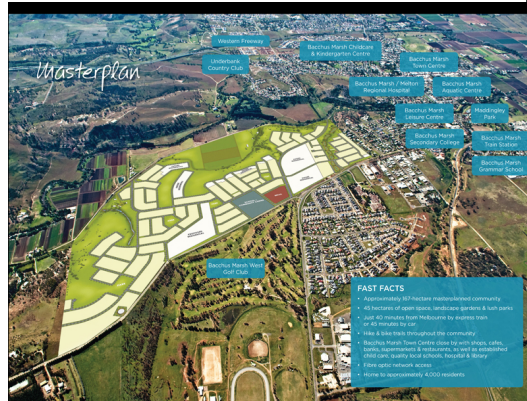 Masterplan
Western Freeway
Underbank
Country Club
Bacchus Marsh Childcare
& Kindergarten Centre
Bacchus Marsh
Town Centre
Bacchus Marsh / Melton
Regional Hospital
Bacchus Marsh
Aquatic Centre
Bacchus Marsh
Leisure Centre
Maddingley
Park
Bacchus Marsh
Secondary College
Bacchus Marsh
Train Station
Bacchus Marsh
Grammar School
Bacchus Marsh West
Golf Club
FAST FACTS
• Approximately 167-hectare masterplanned community.
• 45 hectares of open space, landscape gardens & lush parks
• Just 40 minutes from Melbourne by express train
or 45 minutes by car.
• Hike & bike trails throughout the community
• Bacchus Marsh Town Centre close by with shops, cafes,
banks, supermarkets & restaurants, as well as established
child care, quality local schools, hospital & library
• Fibre optic network access
• Home to approximately 4,000 residents